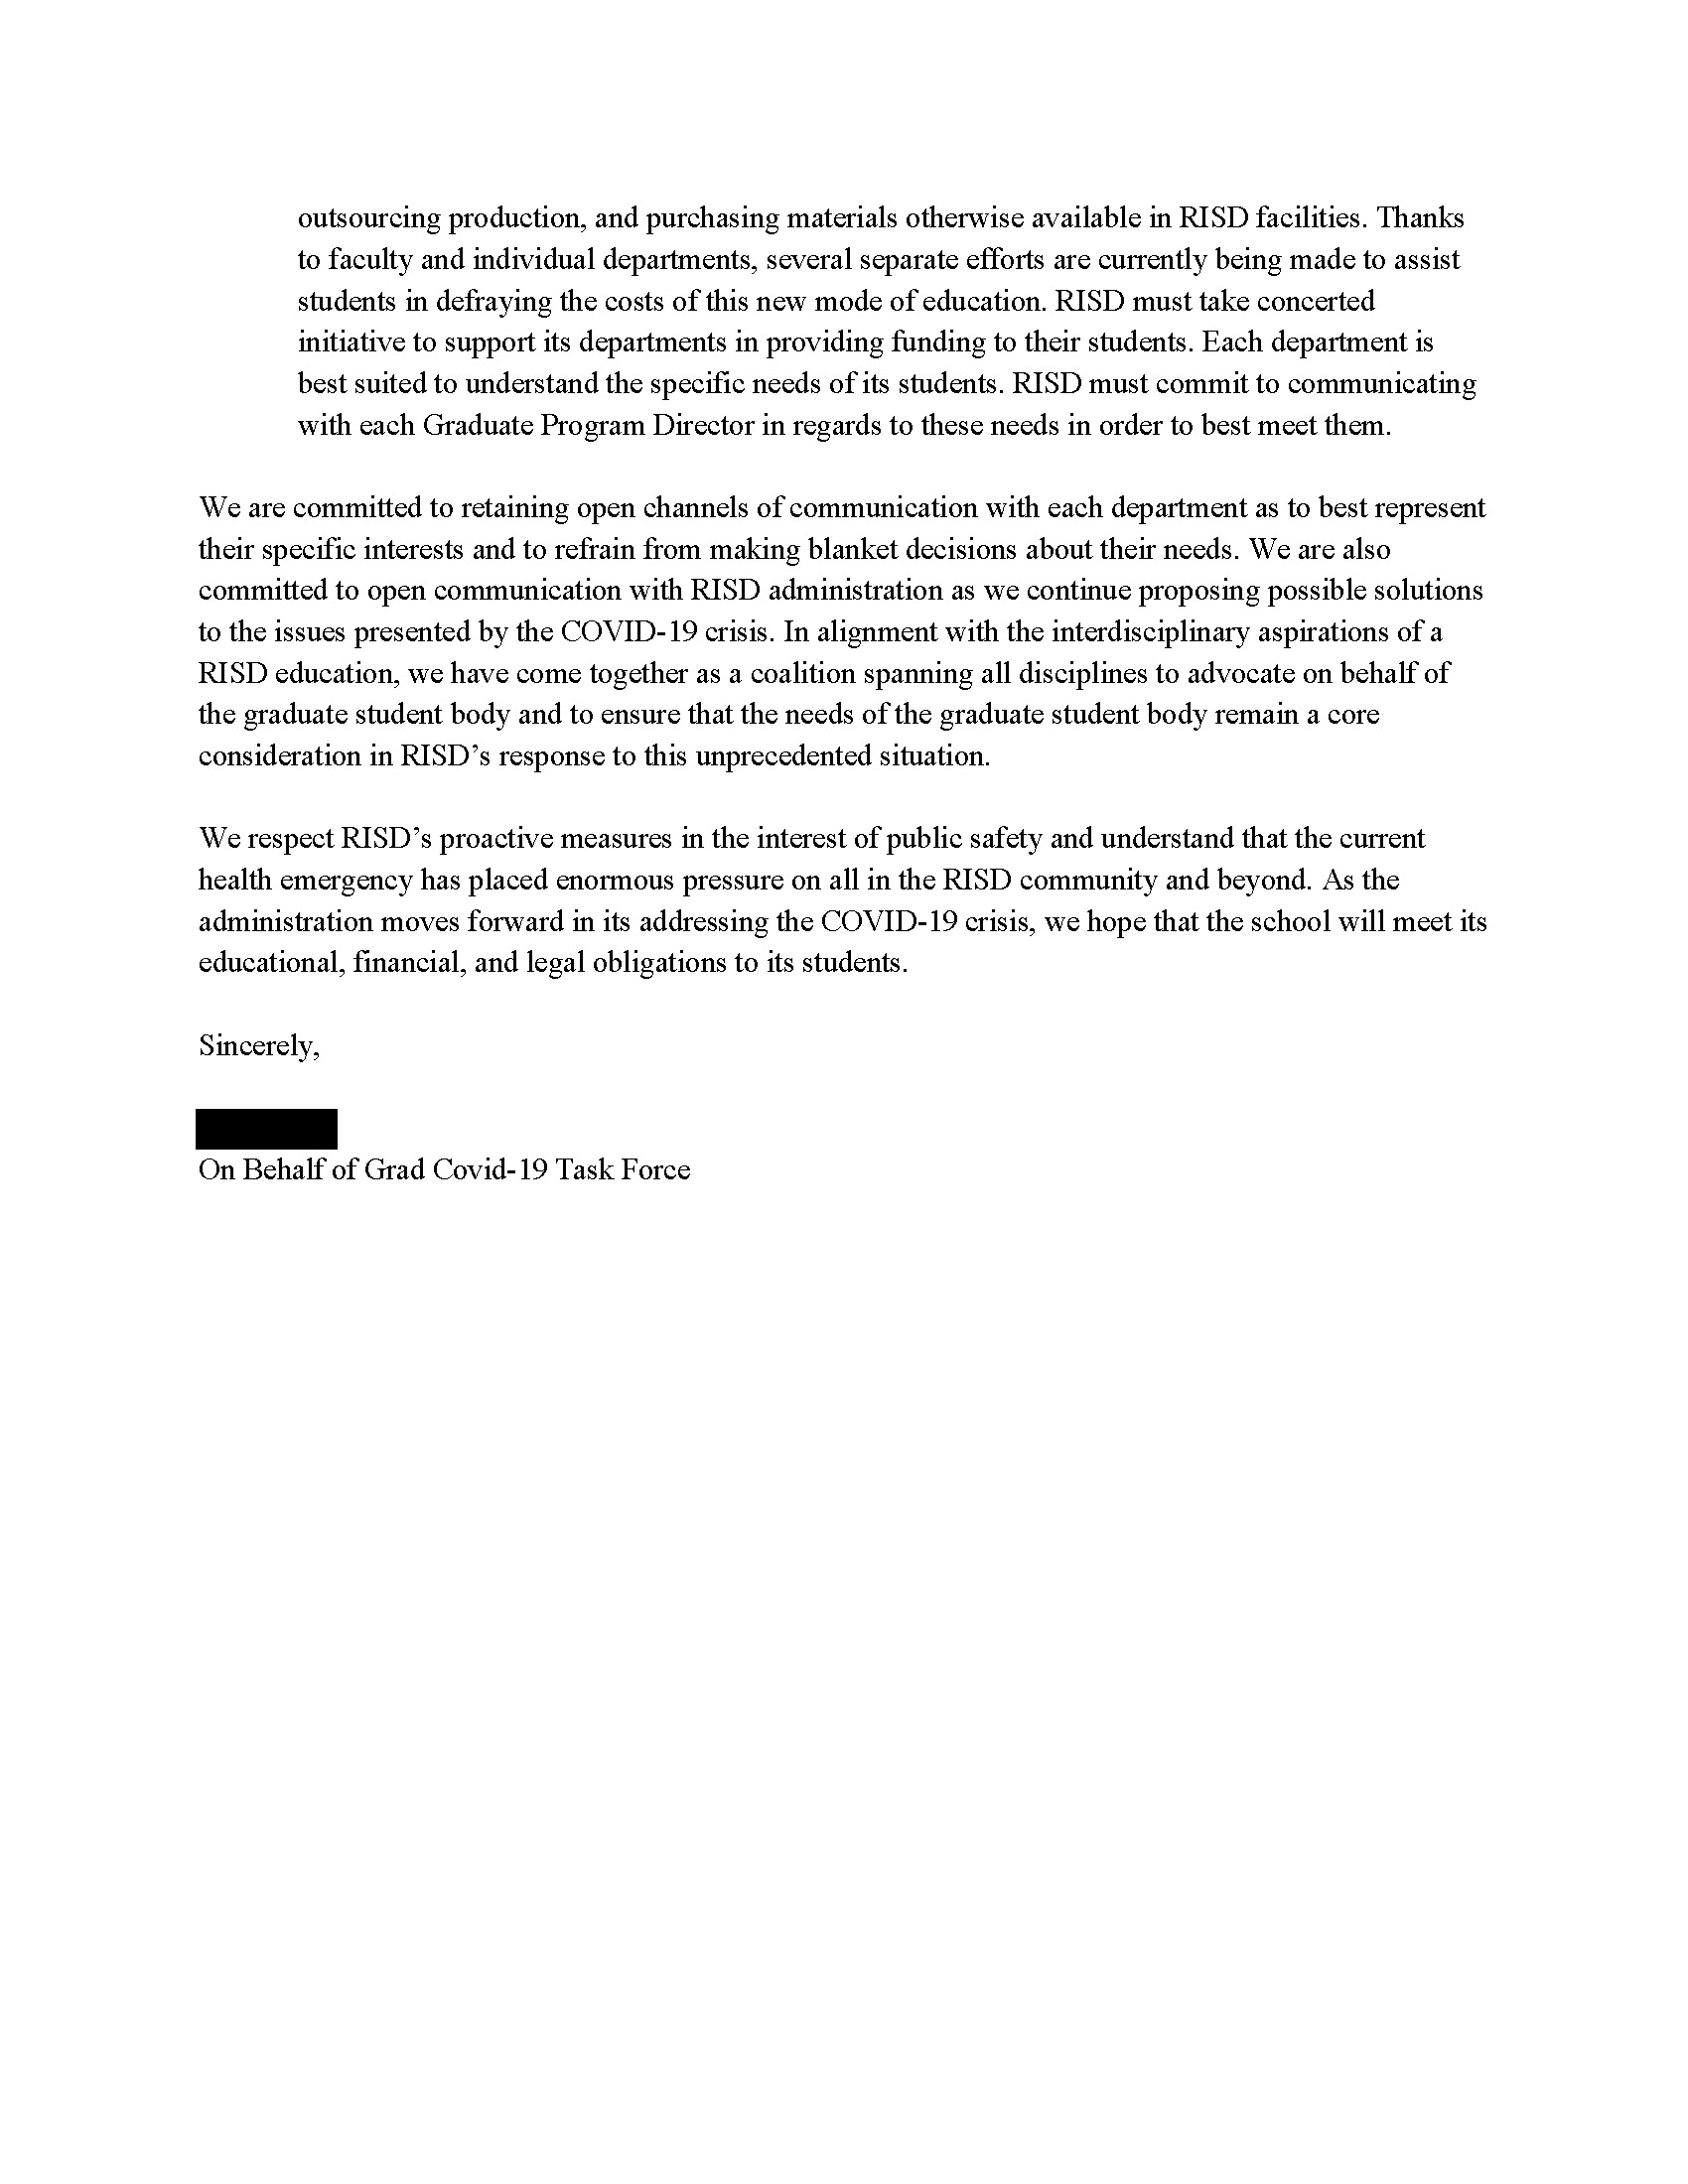 outsourcing production, and purchasing materials otherwise available in RISD facilities. Thanks
to faculty and individual departments, several separate efforts are currently being made to assist
students in defraying the costs of this new mode of education. RISD must take concerted
initiative to support its departments in providing funding to their students. Each department is
best suited to understand the specific needs of its students. RISD must commit to communicating
with each Graduate Program Director in regards to these needs in order to best meet them.
We are committed to retaining open channels of communication with each department as to best represent
their specific interests and to refrain from making blanket decisions about their needs. We are also
committed to open communication with RISD administration as we continue proposing possible solutions
to the issues presented by the COVID-19 crisis. In alignment with the interdisciplinary aspirations of a
RISD education, we have come together as a coalition spanning all disciplines to advocate on behalf of
the graduate student body and to ensure that the needs of the graduate student body remain a core
consideration in RISD’s response to this unprecedented situation.
We respect RISD’s proactive measures in the interest of public safety and understand that the current
health emergency has placed enormous pressure on all in the RISD community and beyond. As the
administration moves forward in its addressing the COVID-19 crisis, we hope that the school will meet its
educational, financial, and legal obligations to its students.
Sincerely,
On Behalf of Grad Covid-19 Task Force